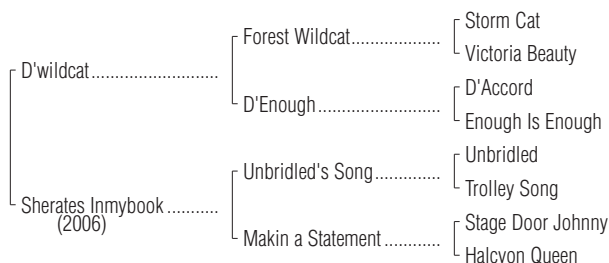 Storm Cat
Forest Wildcat
Victoria Beauty
D'wildcat
D'Accord
D'Enough
Enough Is Enough
Unbridled
Unbridled's Song
Trolley Song
Sherates Inmybook
(2006)
Stage Door Johnny
Makin a Statement
Halcyon Queen